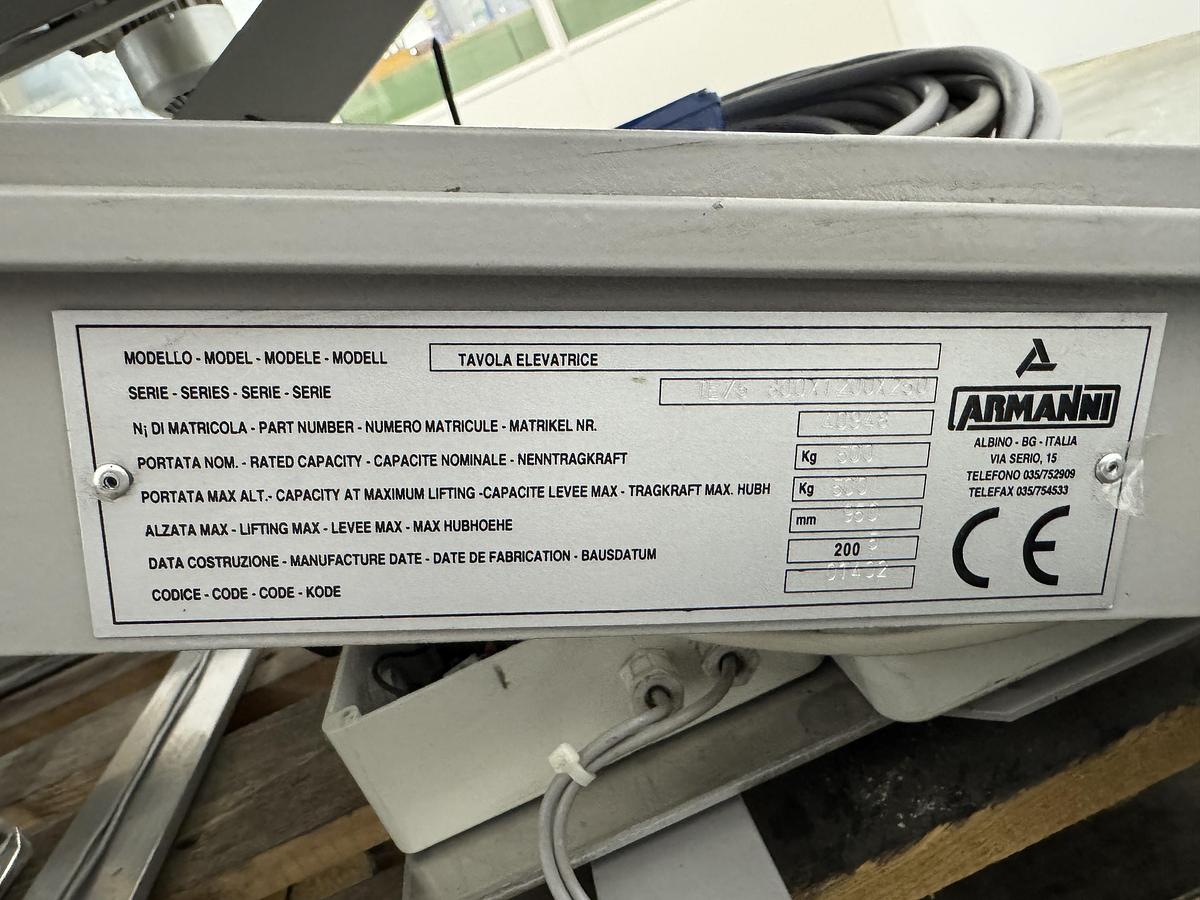 MODELLO - MODEL - MODELE - MODELL TAVOLA ELEVATRICE
SERIE - SERIES - SERIE - SERIE
N¡ DI MATRICOLA - PART NUMBER - NUMERO MATRICULE - MATRIKEL NR. 40948
PORTATA NOM. - RATED CAPACITY - CAPACITE NOMINALE - NENNTRAGKRAFT Kg
PORTATA MAX ALT.- CAPACITY AT MAXIMUM LIFTING -CAPACITE LEVEE MAX - TRAGKRAFT MAX. HUBH Kg
ALZATA MAX - LIFTING MAX - LEVEE MAX - MAX HUBHOEHE mm
DATA COSTRUZIONE - MANUFACTURE DATE - DATE DE FABRICATION - BAUSDATUM 200
CODICE - CODE - CODE - KODE
ARMANNI
ALBINO - BG - ITALIA
VIA SERIO, 15
TELEFONO 035/752909
TELEFAX 035/754533
CE